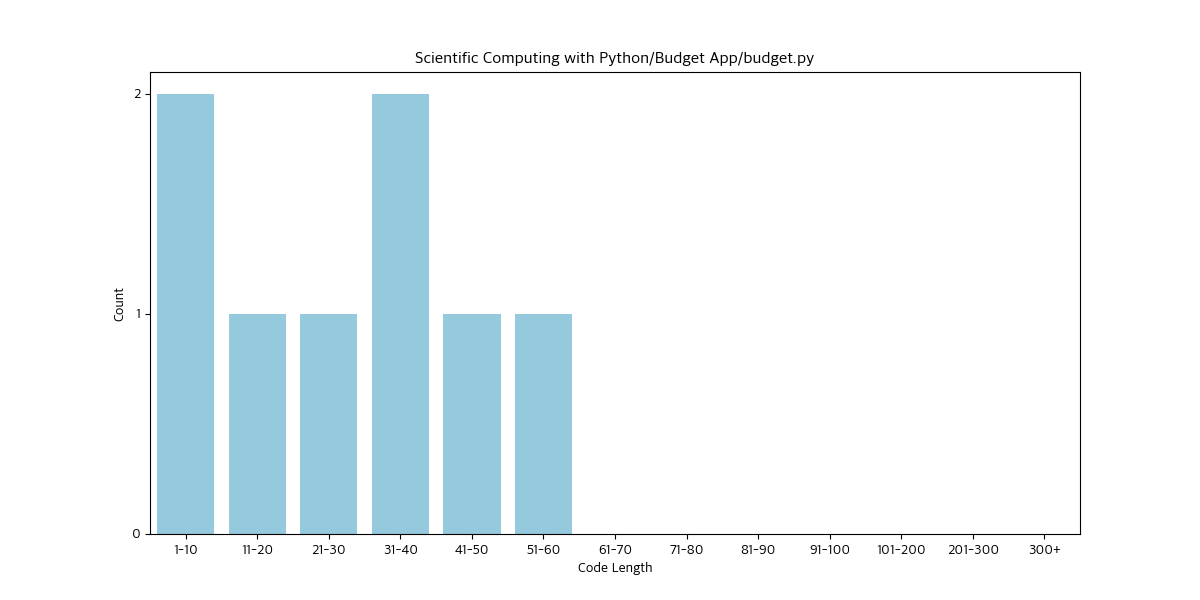 Scientific Computing with Python/Budget App/budget.py
2
1
0
Count
1-10 11-20 21-30 31-40 41-50 51-60 61-70 71-80 81-90 91-100 101-200 201-300 300+
Code Length